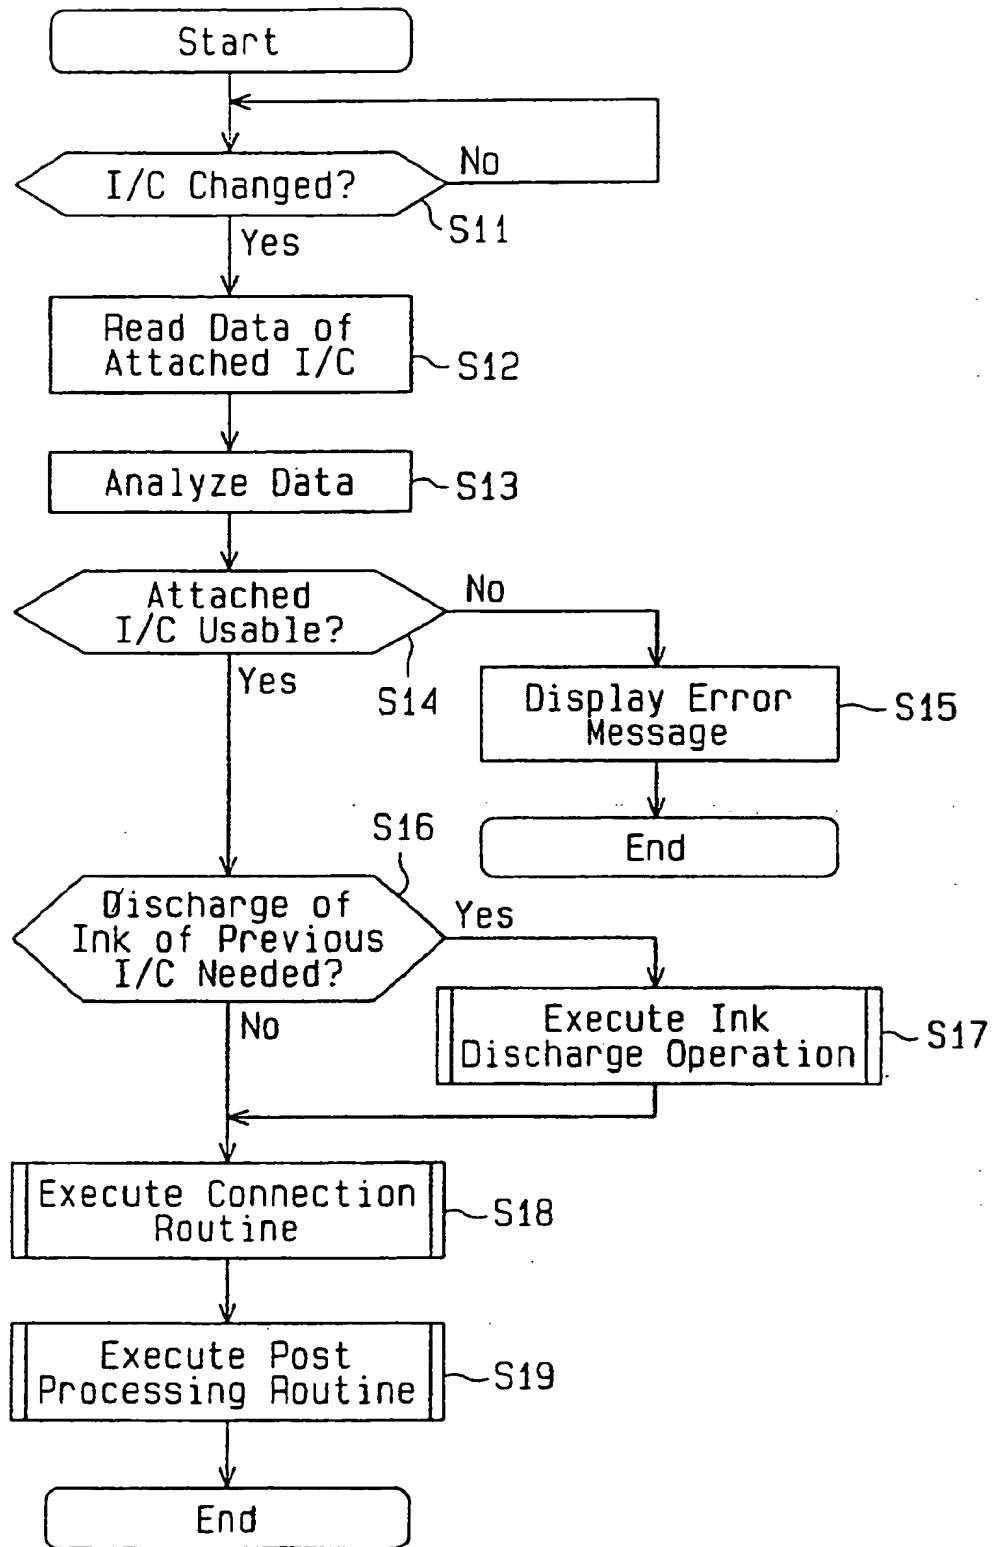 Start
No
I/C Changed?
S11
Yes
Read Data of
Attached I/C
S12
Analyze Data
S13
Attached
I/C Usable?
No
S14
Yes
Display Error
Message
S15
End
S16
Discharge of
Ink of Previous
I/C Needed?
Yes
No
Execute Ink
Discharge Operation
S17
Execute Connection
Routine
S18
Execute Post
Processing Routine
S19
End